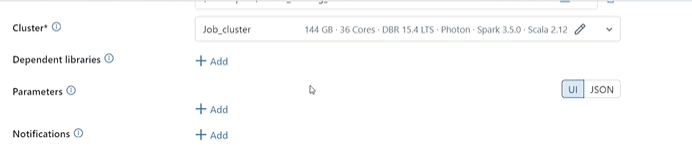 Cluster* Job_cluster 144 GB · 36 Cores · DBR 15.4 LTS · Photon · Spark 3.5.0 · Scala 2.12
Dependent libraries + Add
Parameters UI JSON
+ Add
Notifications + Add